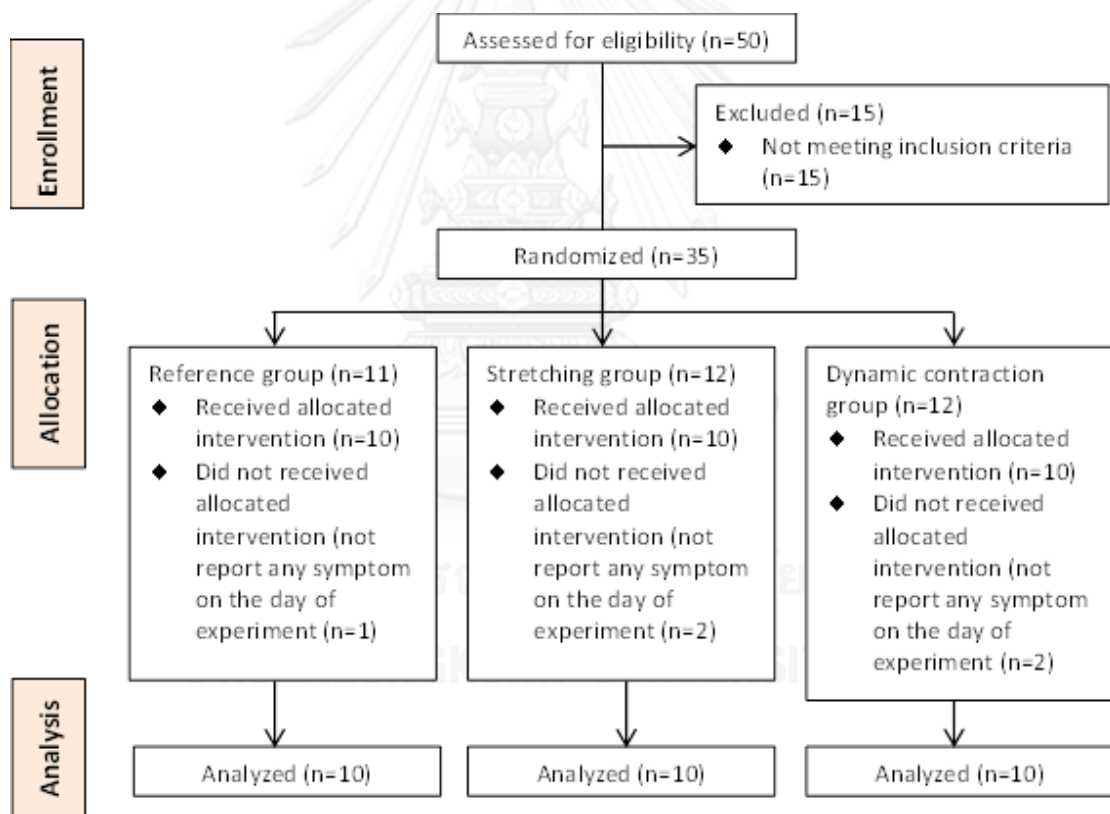 Enrollment
Assessed for eligibility (n=50)
Excluded (n=15)
◆ Not meeting inclusion criteria
(n=15)
Randomized (n=35)
Allocation
Reference group (n=11)
◆ Received allocated
intervention (n=10)
◆ Did not received
allocated
intervention (not
report any symptom
on the day of
experiment (n=1)
Stretching group (n=12)
◆ Received allocated
intervention (n=10)
◆ Did not received
allocated
intervention (not
report any symptom
on the day of
experiment (n=2)
Dynamic contraction
group (n=12)
◆ Received allocated
intervention (n=10)
◆ Did not received
allocated
intervention (not
report any symptom
on the day of
experiment (n=2)
Analysis
Analyzed (n=10)
Analyzed (n=10)
Analyzed (n=10)